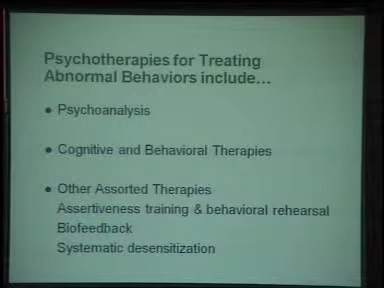 Psychotherapies for Treating
Abnormal Behaviors include...
• Psychoanalysis
• Cognitive and Behavioral Therapies
• Other Assorted Therapies
Assertiveness training & behavioral rehearsal
Biofeedback
Systematic desensitization